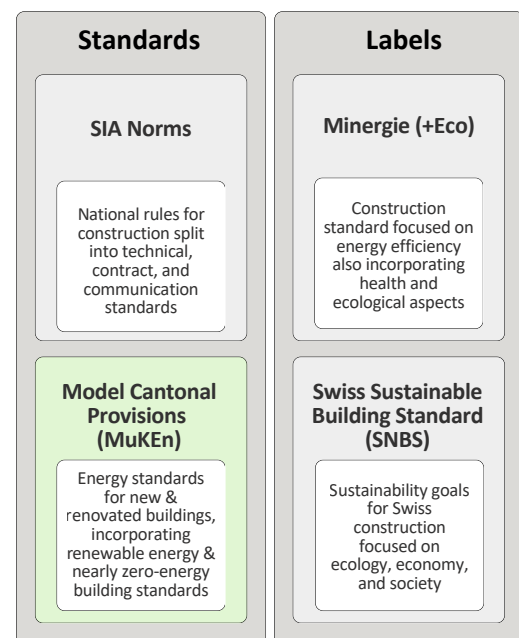 Standards
SIA Norms
National rules for
construction split
into technical,
contract, and
communication
standards
Model Cantonal
Provisions
(MuKEn)
Energy standards
for new &
renovated buildings,
incorporating
renewable energy &
nearly zero-energy
building standards
Labels
Minergie (+Eco)
Construction
standard focused on
energy efficiency
also incorporating
health and
ecological aspects
Swiss Sustainable
Building Standard
(SNBS)
Sustainability goals
for Swiss
construction
focused on
ecology, economy,
and society